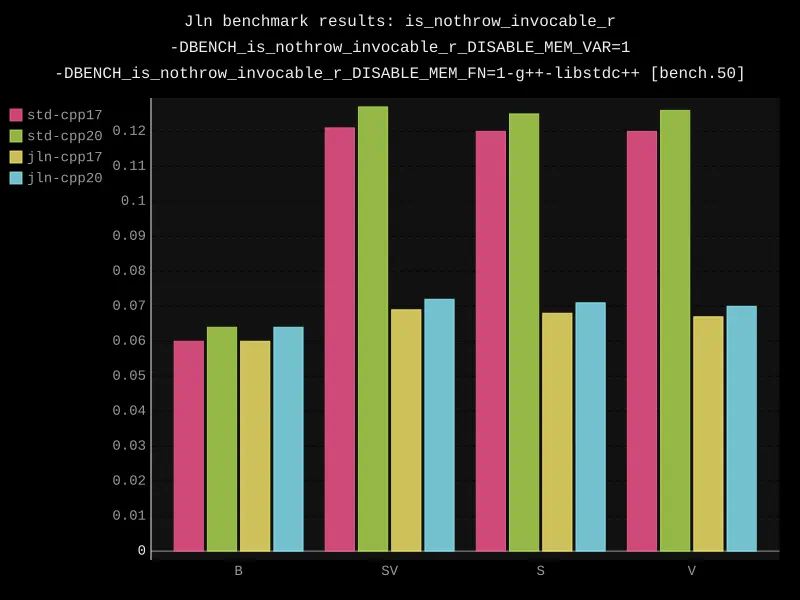 Jln benchmark results: is_nothrow_invocable_r
-DBENCH_is_nothrow_invocable_r_DISABLE_MEM_VAR=1
-DBENCH_is_nothrow_invocable_r_DISABLE_MEM_FN=1-g++-libstdc++ [bench.50]
std-cpp17
std-cpp20
jln-cpp17
jln-cpp20
0.12
0.11
0.1
0.09
0.08
0.07
0.06
0.05
0.04
0.03
0.02
0.01
0
B SV S V